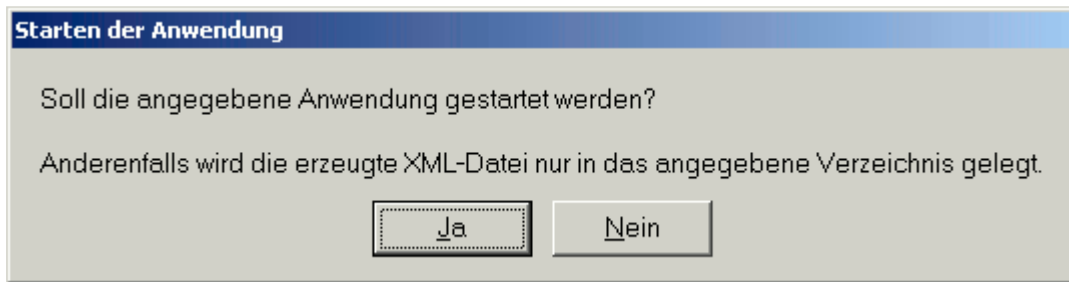 Starten der Anwendung
Soll die angegebene Anwendung gestartet werden?
Anderenfalls wird die erzeugte XML-Datei nur in das angegebene Verzeichnis gelegt.
Ja
Nein